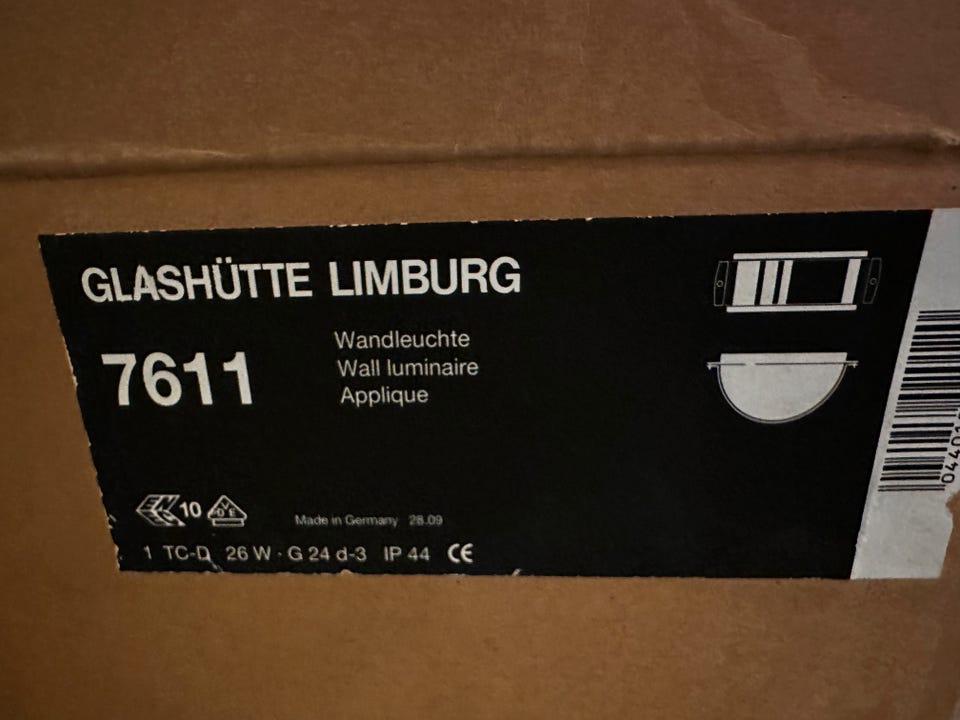 GLASHÜTTE LIMBURG
7611
Wandleuchte
Wall luminaire
Applique
10
Made in Germany 28.09
1 TC-D 26 W · G 24 d-3 IP 44 CE